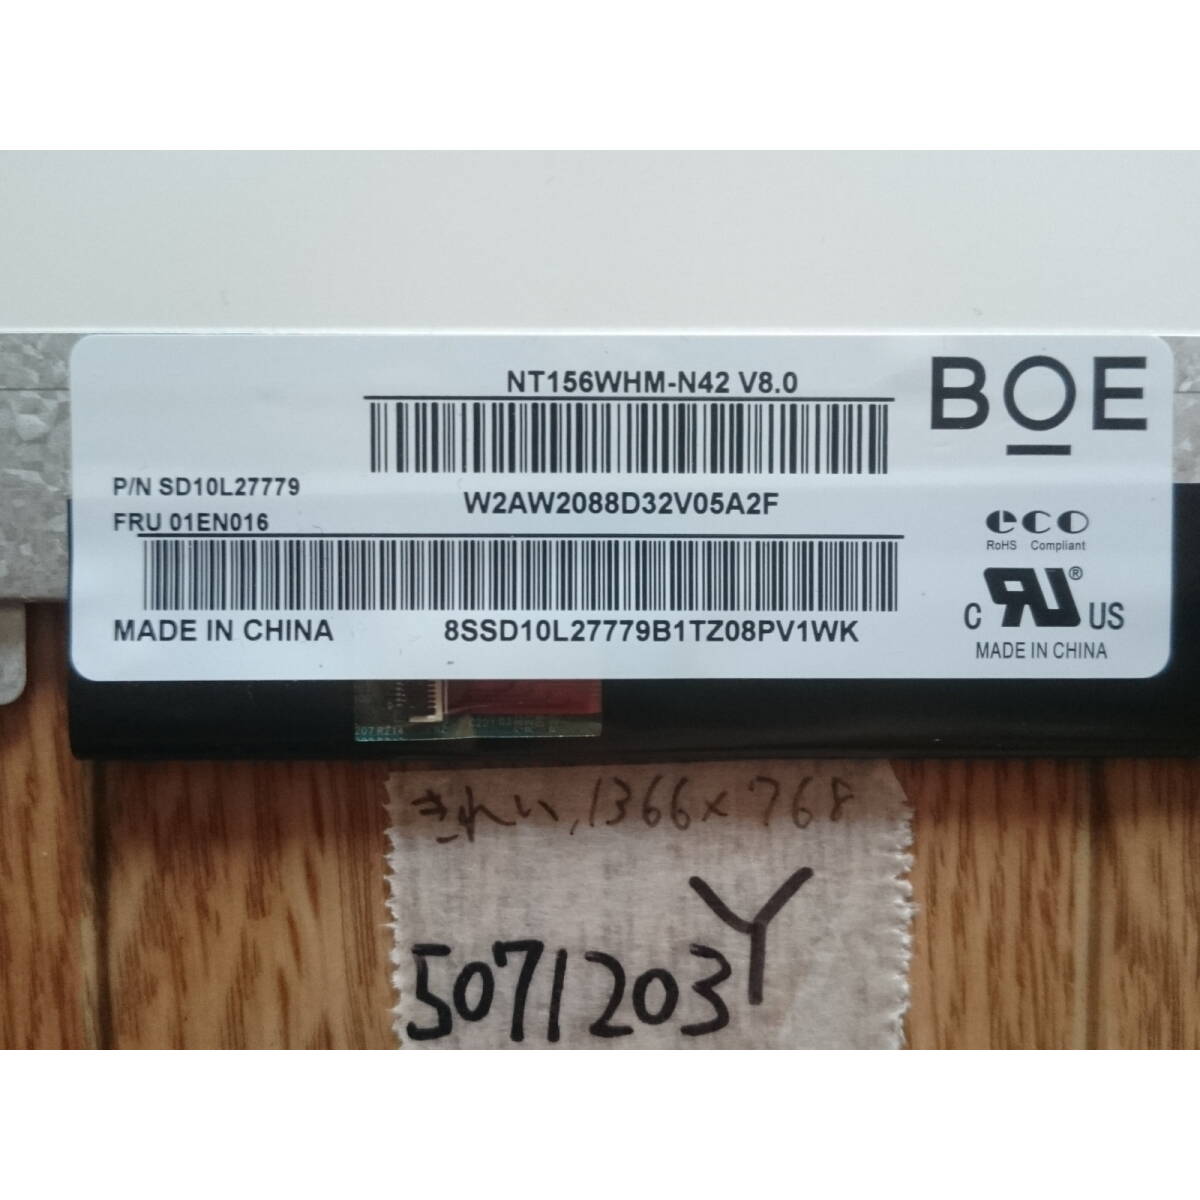 NT156WHM-N42 V8.0
BOE
P/N SD10L27779
W2AW2088D32V05A2F
FRU 01EN016
eco
RoHS Compliant
MADE IN CHINA
8SSD10L27779B1TZ08PV1WK
C RU ® US
MADE IN CHINA
きれい,1366×768
5071203Y